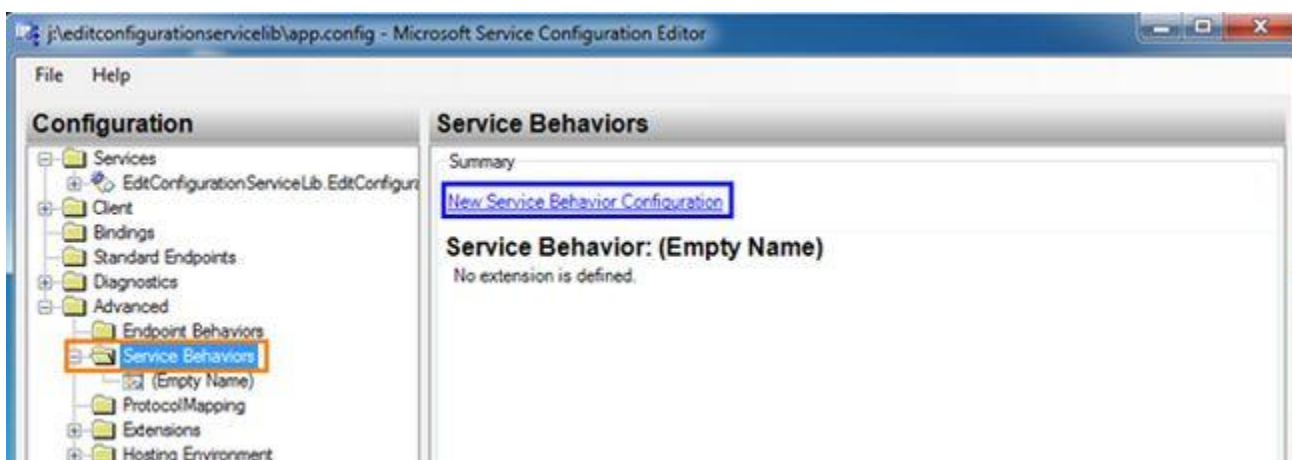 j:\editconfigurationservicelib\app.config - Microsoft Service Configuration Editor
File Help
Configuration
Services
EdtConfigurationServiceLib.EditConfigura
Client
Bindings
Standard Endpoints
Diagnostics
Advanced
Endpoint Behaviors
Service Behaviors
(Empty Name)
ProtocolMapping
Extensions
Hosting Environment
Service Behaviors
Summary
New Service Behavior Configuration
Service Behavior: (Empty Name)
No extension is defined.